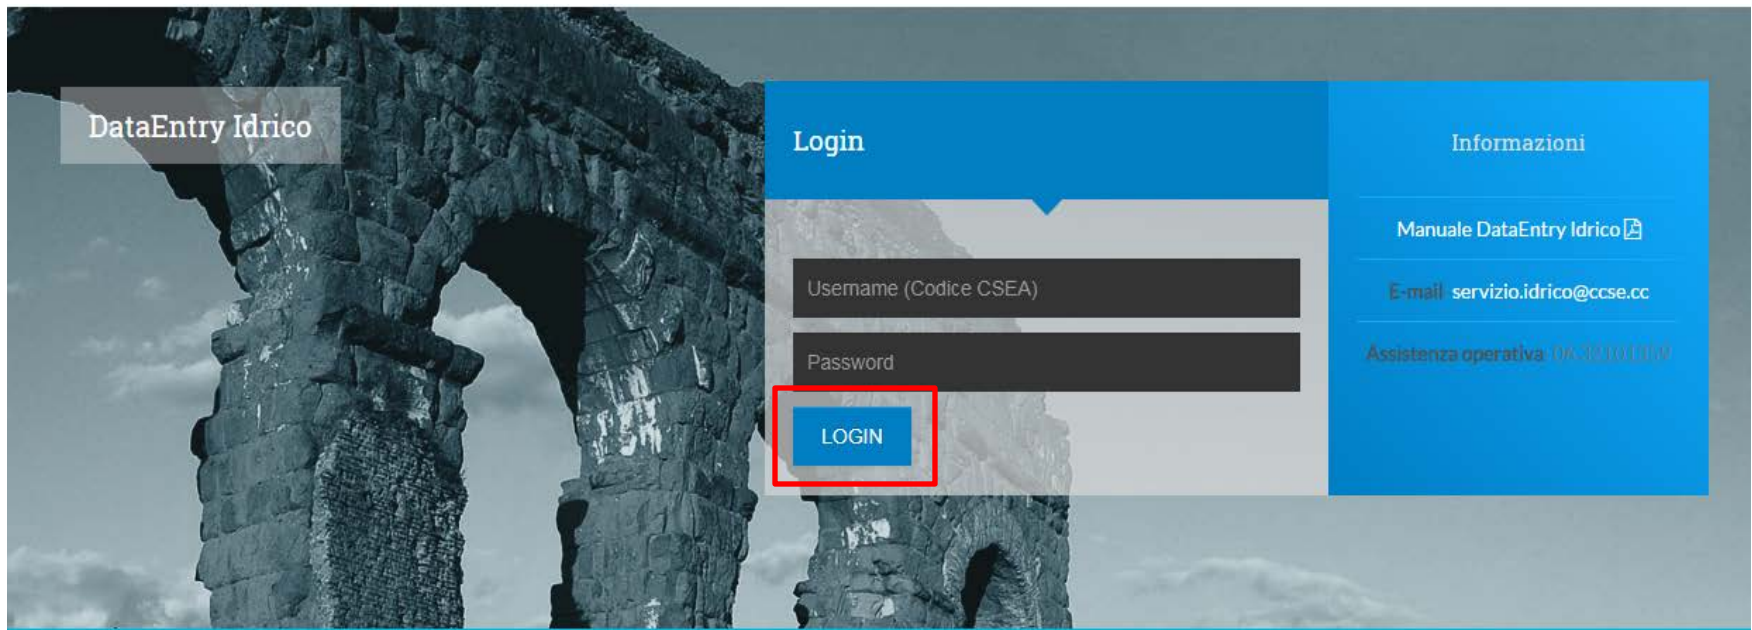 DataEntry Idrico
Login
Username (Codice CSEA)
Password
LOGIN
Informazioni
Manuale DataEntry Idrico
E-mail servizio.idrico@ccse.cc
Assistenza operativa